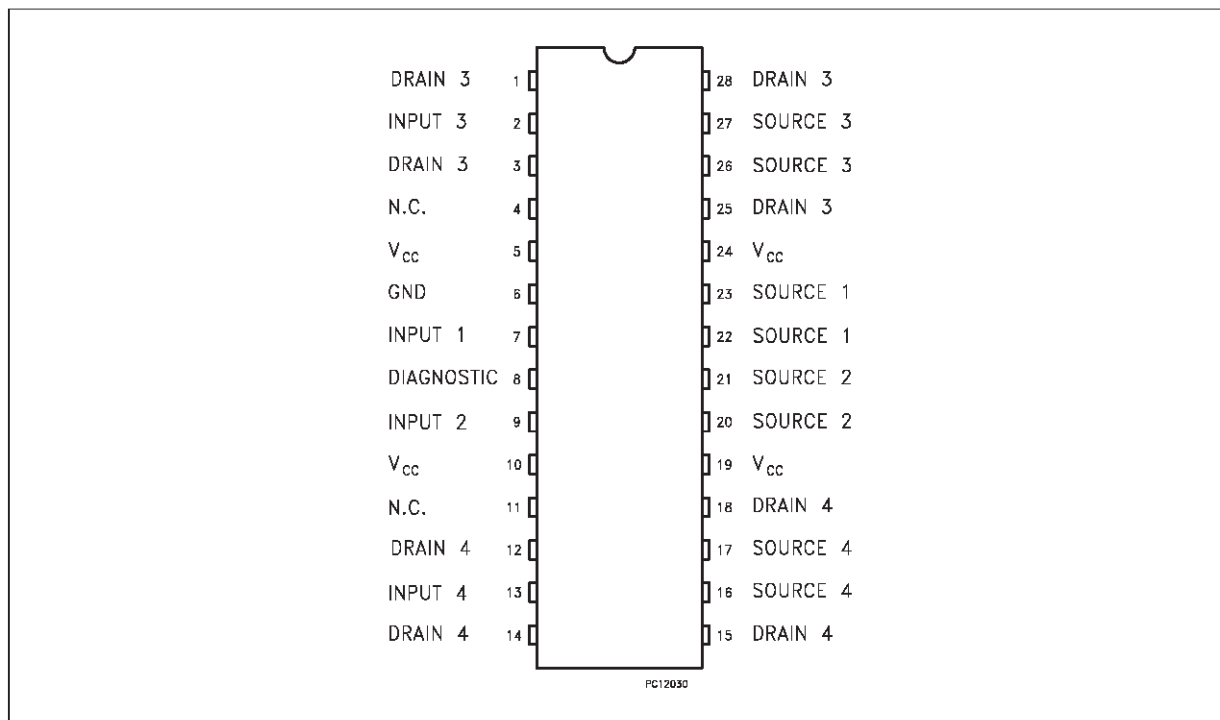 DRAIN 3 1 28 DRAIN 3
INPUT 3 2 27 SOURCE 3
DRAIN 3 3 26 SOURCE 3
N.C. 4 25 DRAIN 3
VCC 5 24 VCC
GND 6 23 SOURCE 1
INPUT 1 7 22 SOURCE 1
DIAGNOSTIC 8 21 SOURCE 2
INPUT 2 9 20 SOURCE 2
VCC 10 19 VCC
N.C. 11 18 DRAIN 4
DRAIN 4 12 17 SOURCE 4
INPUT 4 13 16 SOURCE 4
DRAIN 4 14 15 DRAIN 4
PC12030